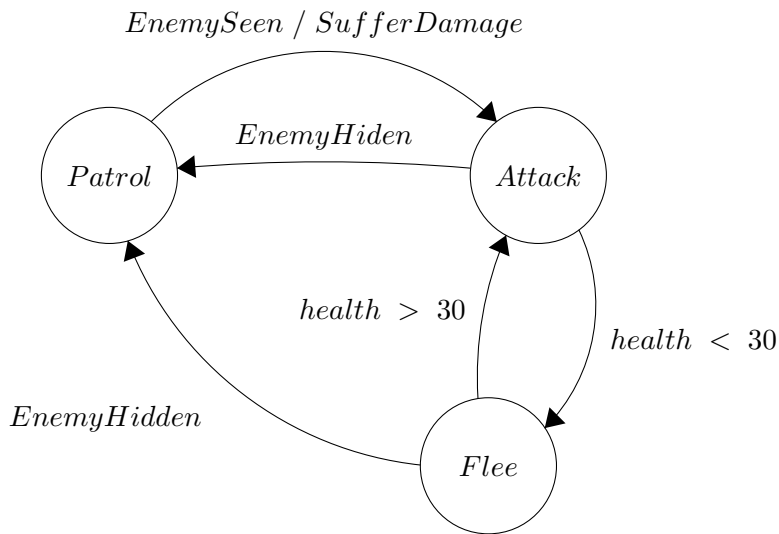 EnemySeen / SufferDamage
EnemyHiden
Patrol
Attack
health > 30
health < 30
EnemyHidden
Flee